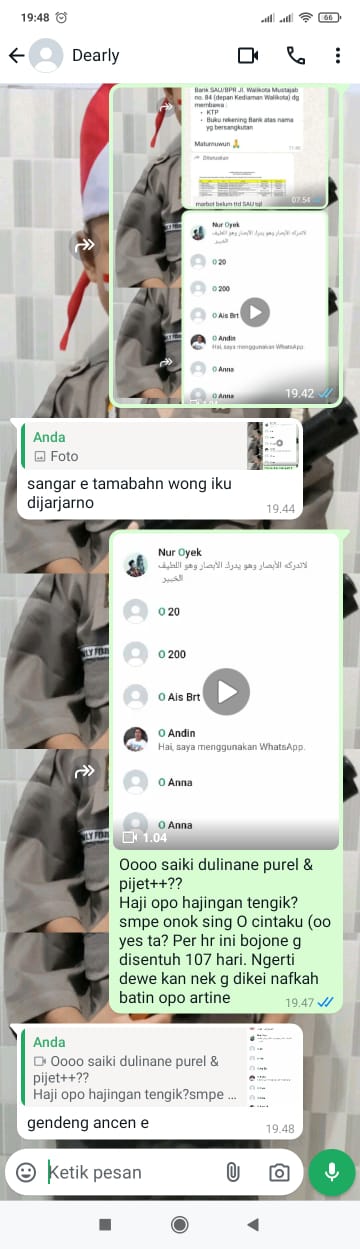 19:48
66
Dearly
Bank SAU/BPR Jl. Walikota Mustajab
no. 84 (depan Kediaman Walikota) dg
membawa :
• KTP
• Buku rekening Bank atas nama
yg bersangkutan
Maturnuwun 🙏
Diteruskan
07.54
marbot belum ttd SAU sql
Nur Oyek
لاتدركه الأبصار وهو يدرك الأبصار وهو اللطيف
الخبير
O 20
O 200
O Ais Brt
O Andin
Hai, saya menggunakan WhatsApp.
O Anna
O Anna
19.42
Anda
Foto
sangar e tamabahn wong iku
dijarjarno
19.44
Nur Oyek
لاتدركه الأبصار وهو يدرك الأبصار وهو اللطيف
الخبير
O 20
O 200
O Ais Brt
O Andin
Hai, saya menggunakan WhatsApp.
O Anna
O Anna
1.04
Oooo saiki dulinane purel &
pijet++??
Haji opo hajingan tengik?
smpe onok sing O cintaku (oo
yes ta? Per hr ini bojone g
disentuh 107 hari. Ngerti
dewe kan nek g dikei nafkah
batin opo artine
19.47
Anda
Oooo saiki dulinane purel &
pijet++??
Haji opo hajingan tengik?smpe ...
gendeng ancen e
19.48
Ketik pesan